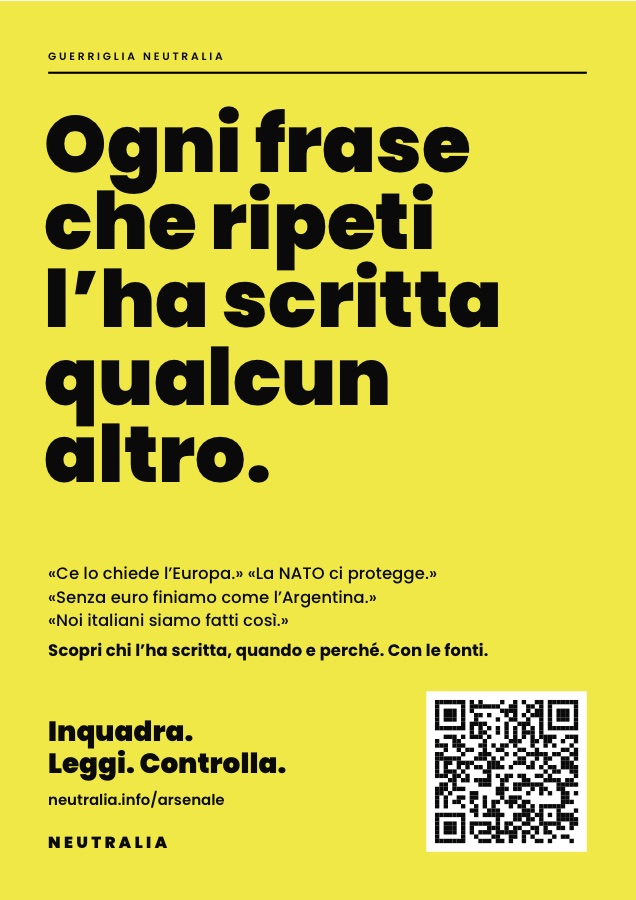 GUERRIGLIA NEUTRALIA
Ogni frase
che ripeti
l’ha scritta
qualcun
altro.
«Ce lo chiede l’Europa.» «La NATO ci protegge.»
«Senza euro finiamo come l’Argentina.»
«Noi italiani siamo fatti così.»
Scopri chi l’ha scritta, quando e perché. Con le fonti.
Inquadra.
Leggi. Controlla.
neutralia.info/arsenale
NEUTRALIA